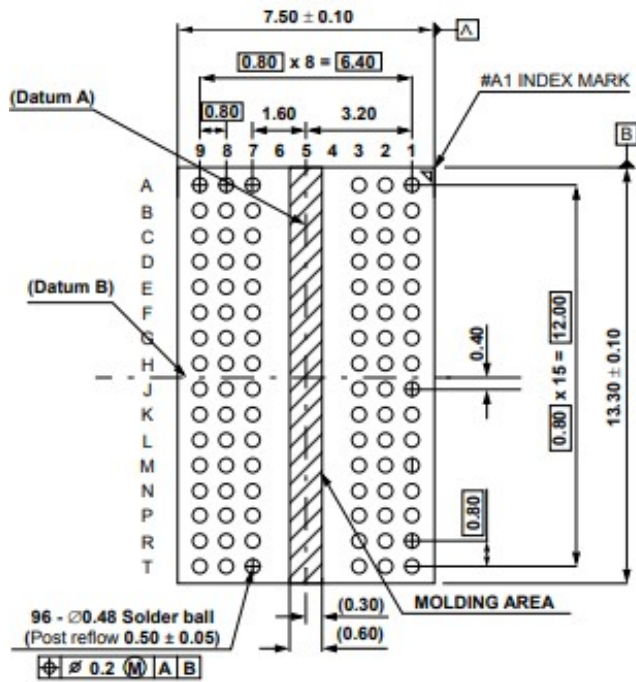 7.50 ± 0.10
A
0.80 x 8 = 6.40
#A1 INDEX MARK
(Datum A)
0.80
1.60
3.20
B
9 8 7 6 5 4 3 2 1
A
B
C
D
E
F
G
H
J
K
L
M
N
P
R
T
(Datum B)
0.40
0.80 x 15 = 12.00
13.30 ± 0.10
0.80
96 - Ø0.48 Solder ball
(Post reflow 0.50 ± 0.05)
(0.30)
(0.60)
MOLDING AREA
⌖ ⌀ 0.2 Ⓜ A B